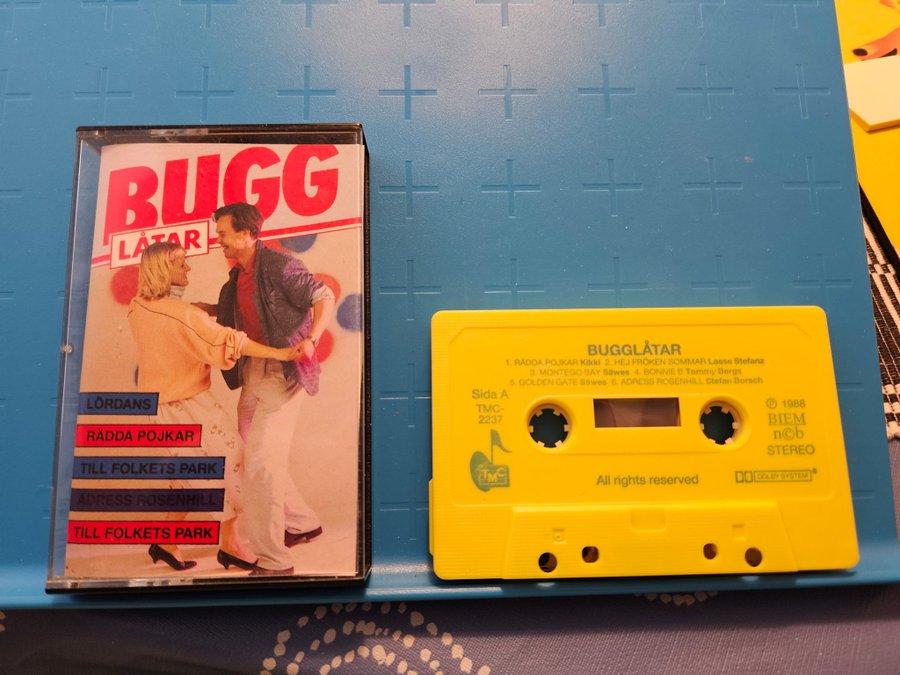 BUGG
LÅTAR
LÖRDANS
RÄDDA POJKAR
TILL FOLKETS PARK
ADRESS ROSENHILL
TILL FOLKETS PARK
BUGGLÅTAR
1. RÄDDA POJKAR Kikki 2. HEJ FRÖKEN SOMMAR Lasse Stefanz
3. MONTEGO BAY Säwes 4. BONNIE B Tommy Bergs
5. GOLDEN GATE Säwes 6. ADRESS ROSENHILL Stefan Borsch
Sida A
TMC-
2237
TMC
All rights reserved
℗ 1988
BIEM
n©b
STEREO
DOLBY SYSTEM®